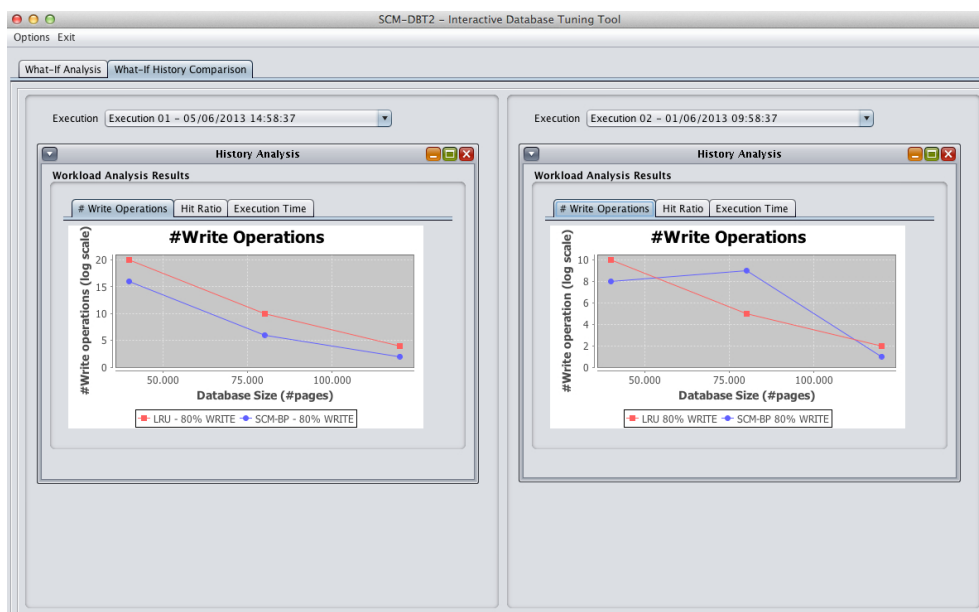 SCM-DBT2 - Interactive Database Tuning Tool
Options Exit
What-If Analysis What-If History Comparison
Execution Execution 01 - 05/06/2013 14:58:37
History Analysis
Workload Analysis Results
# Write Operations Hit Ratio Execution Time
#Write Operations
#Write operations (log scale)
20
15
10
5
0
50.000 75.000 100.000
Database Size (#pages)
LRU - 80% WRITE SCM-BP - 80% WRITE
Execution Execution 02 - 01/06/2013 09:58:37
History Analysis
Workload Analysis Results
# Write Operations Hit Ratio Execution Time
#Write Operations
#Write operation (log scale)
10
8
6
4
2
0
50.000 75.000 100.000
Database Size (#pages)
LRU 80% WRITE SCM-BP 80% WRITE